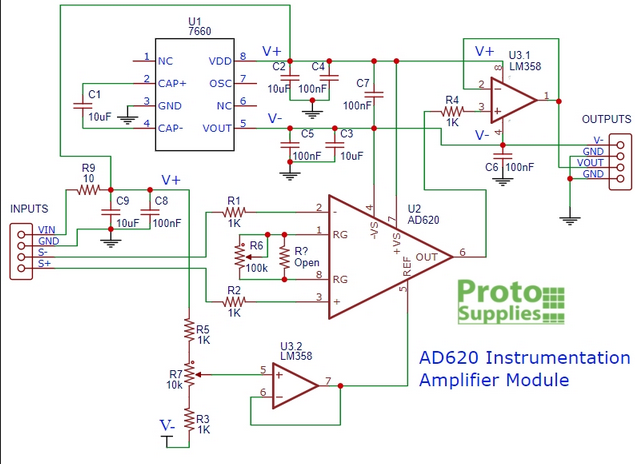 U1
7660
1 NC
VDD 8
V+
2 CAP+
OSC 7
3 GND
NC 6
4 CAP-
VOUT 5
V-
C1
10uF
C2
10uF
C4
100nF
C7
100nF
C5
100nF
C3
10uF
V+
U3.1
LM358
8
2
3
1
4
R4
1K
V-
C6
100nF
OUTPUTS
V-
GND
VOUT
GND
R9
10
V+
C9
10uF
C8
100nF
INPUTS
VIN
GND
S-
S+
R1
1K
R6
100k
R?
Open
R2
1K
2 -
1 RG
8 RG
3 +
U2
AD620
4
-VS
7
+VS
OUT 6
REF
5
Proto
Supplies
R5
1K
R7
10k
R3
1K
V-
U3.2
LM358
5
6
7
AD620 Instrumentation
Amplifier Module